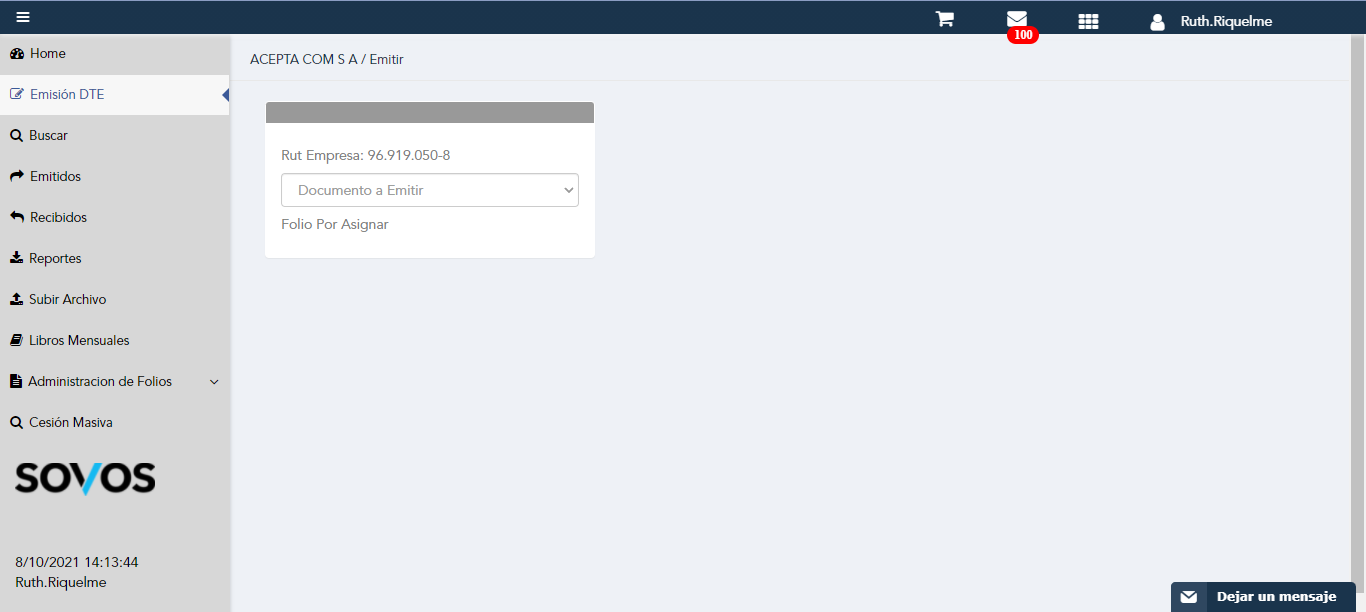 Ruth.Riquelme
100
Home
ACEPTA COM S A / Emitir
Emisión DTE
Buscar
Emitidos
Recibidos
Reportes
Subir Archivo
Libros Mensuales
Administracion de Folios
Cesión Masiva
Rut Empresa: 96.919.050-8
Documento a Emitir
Folio Por Asignar
SOVOS
8/10/2021 14:13:44
Ruth.Riquelme
Dejar un mensaje